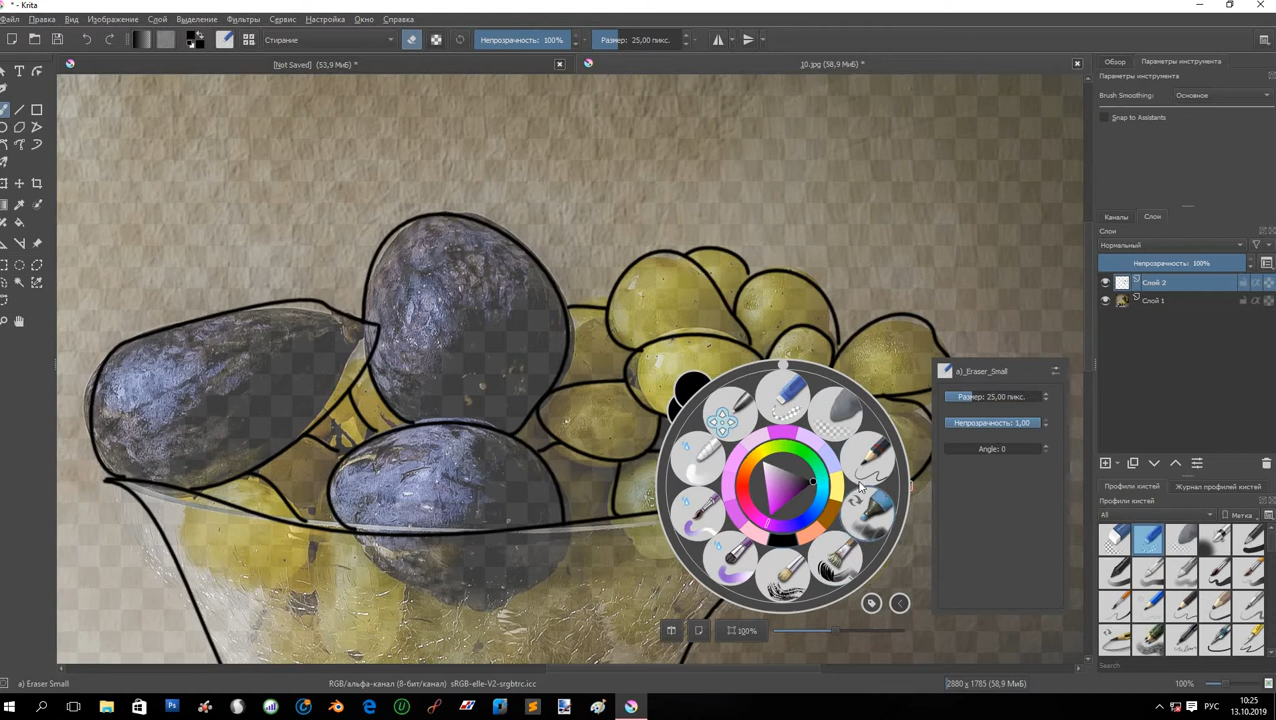 * - Krita
Файл Правка Вид Изображение Слой Выделение Фильтры Сервис Настройка Окно Справка
Стирание
Непрозрачность: 100%
Размер: 25,00 пикс.
[Not Saved] (53,9 МиБ) *
10.jpg (58,9 МиБ) *
Обзор
Параметры инструмента
Параметры инструмента
Brush Smoothing:
Основное
Snap to Assistants
Каналы
Слои
Слои
Нормальный
Непрозрачность: 100%
Слой 2
Слой 1
a)_Eraser_Small
Размер: 25,00 пикс.
Непрозрачность: 1,00
Angle: 0
100%
Профили кистей
Журнал профилей кистей
Профили кистей
All
Метка
Search
a) Eraser Small
RGB/альфа-канал (8-бит/канал) sRGB-elle-V2-srgbtrc.icc
2880 x 1785 (58,9 МиБ)
100%
РУС
10:25
13.10.2019